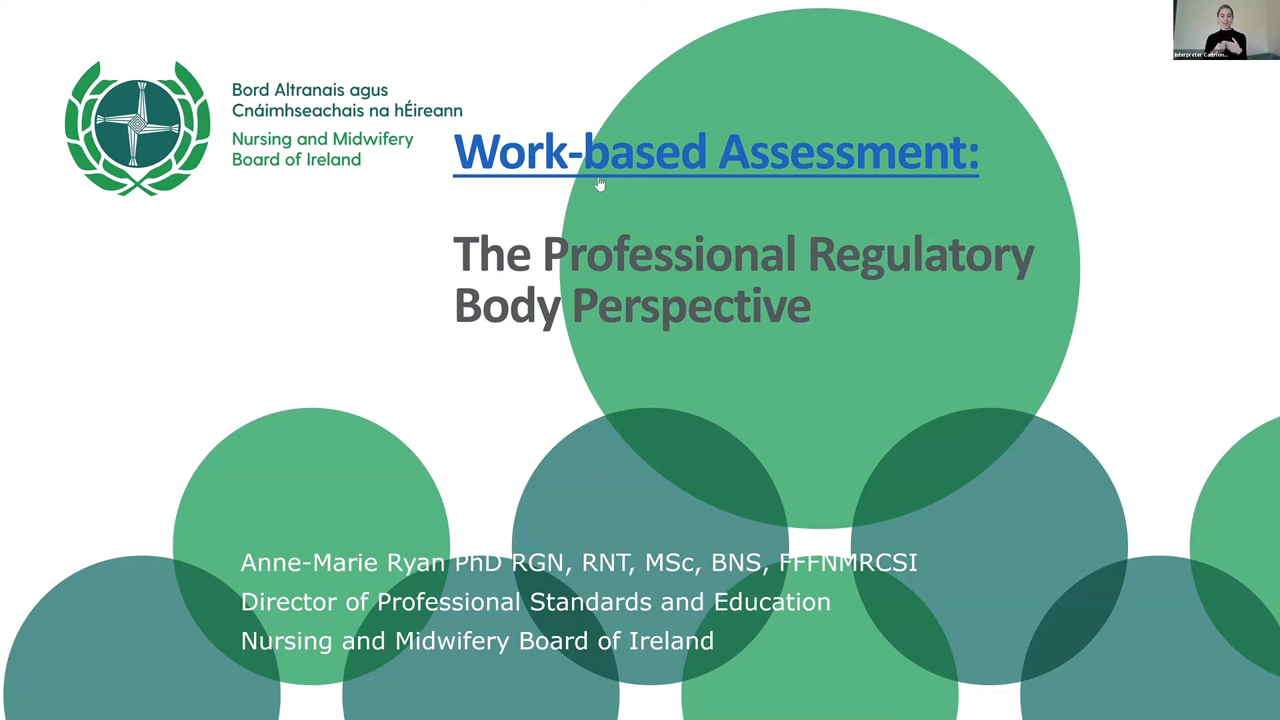 Bord Altranais agus
Cnáimhseachais na hÉireann
Nursing and Midwifery
Board of Ireland
Work-based Assessment:
The Professional Regulatory
Body Perspective
Anne-Marie Ryan PhD RGN, RNT, MSc, BNS, FFFNMRCSI
Director of Professional Standards and Education
Nursing and Midwifery Board of Ireland
Interpreter